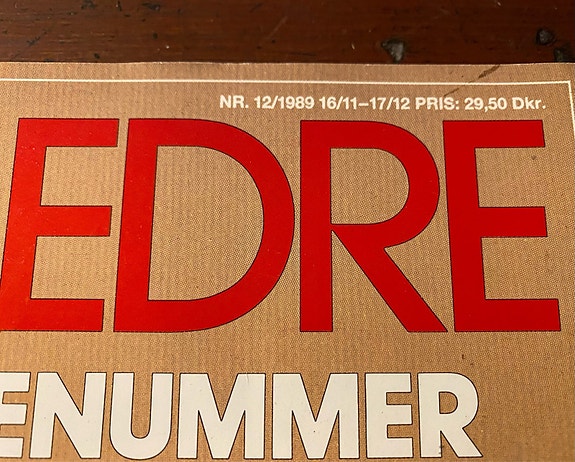 NR. 12/1989 16/11–17/12 PRIS: 29,50 Dkr.
EDRE
ENUMMER